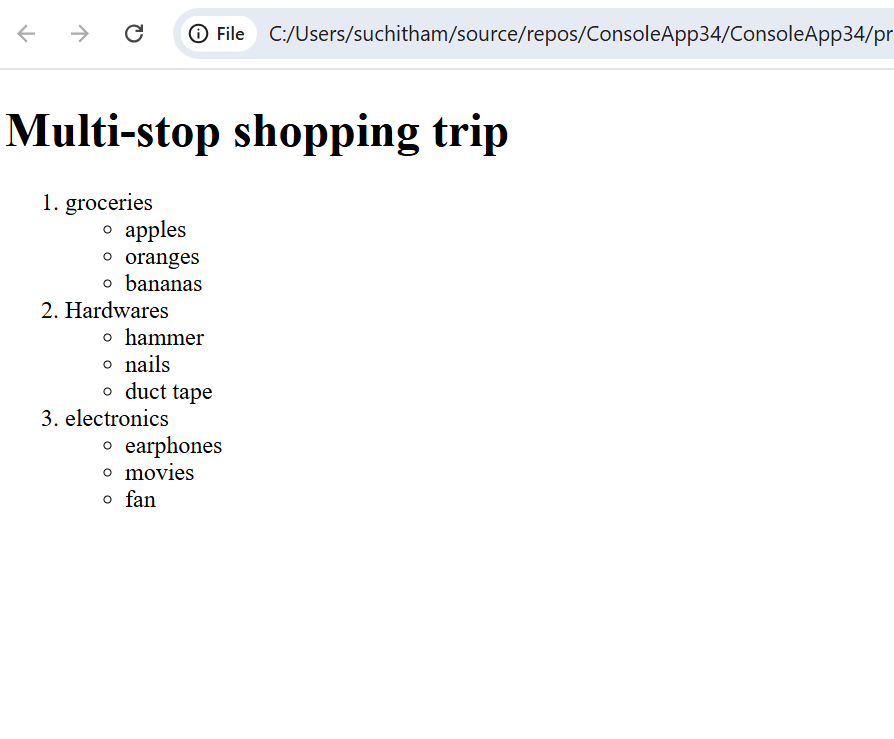 File C:/Users/suchitham/source/repos/ConsoleApp34/ConsoleApp34/pr
Multi-stop shopping trip
1. groceries
apples
oranges
bananas
2. Hardwares
hammer
nails
duct tape
3. electronics
earphones
movies
fan